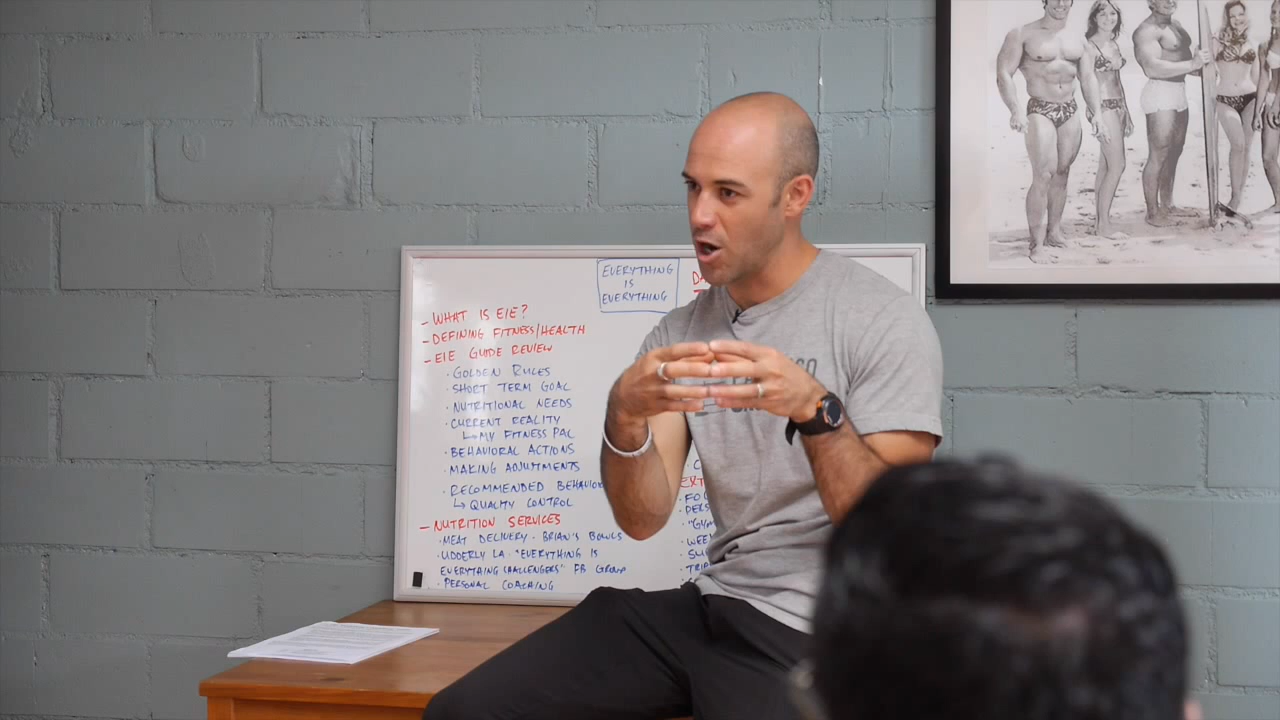 EVERYTHING
IS
EVERYTHING
- WHAT IS EIE?
- DEFINING FITNESS/HEALTH
- EIE GUIDE REVIEW
• GOLDEN RULES
• SHORT TERM GOAL
• NUTRITIONAL NEEDS
• CURRENT REALITY
↳ MY FITNESS PAL
• BEHAVIORAL ACTIONS
• MAKING ADJUSTMENTS
• RECOMMENDED BEHAVIOR
↳ QUALITY CONTROL
- NUTRITION SERVICES
• MEAT DELIVERY • BRIAN'S BOWLS
• UDDERLY LA • "EVERYTHING IS
EVERYTHING CHALLENGERS" FB GROUP
• PERSONAL COACHING